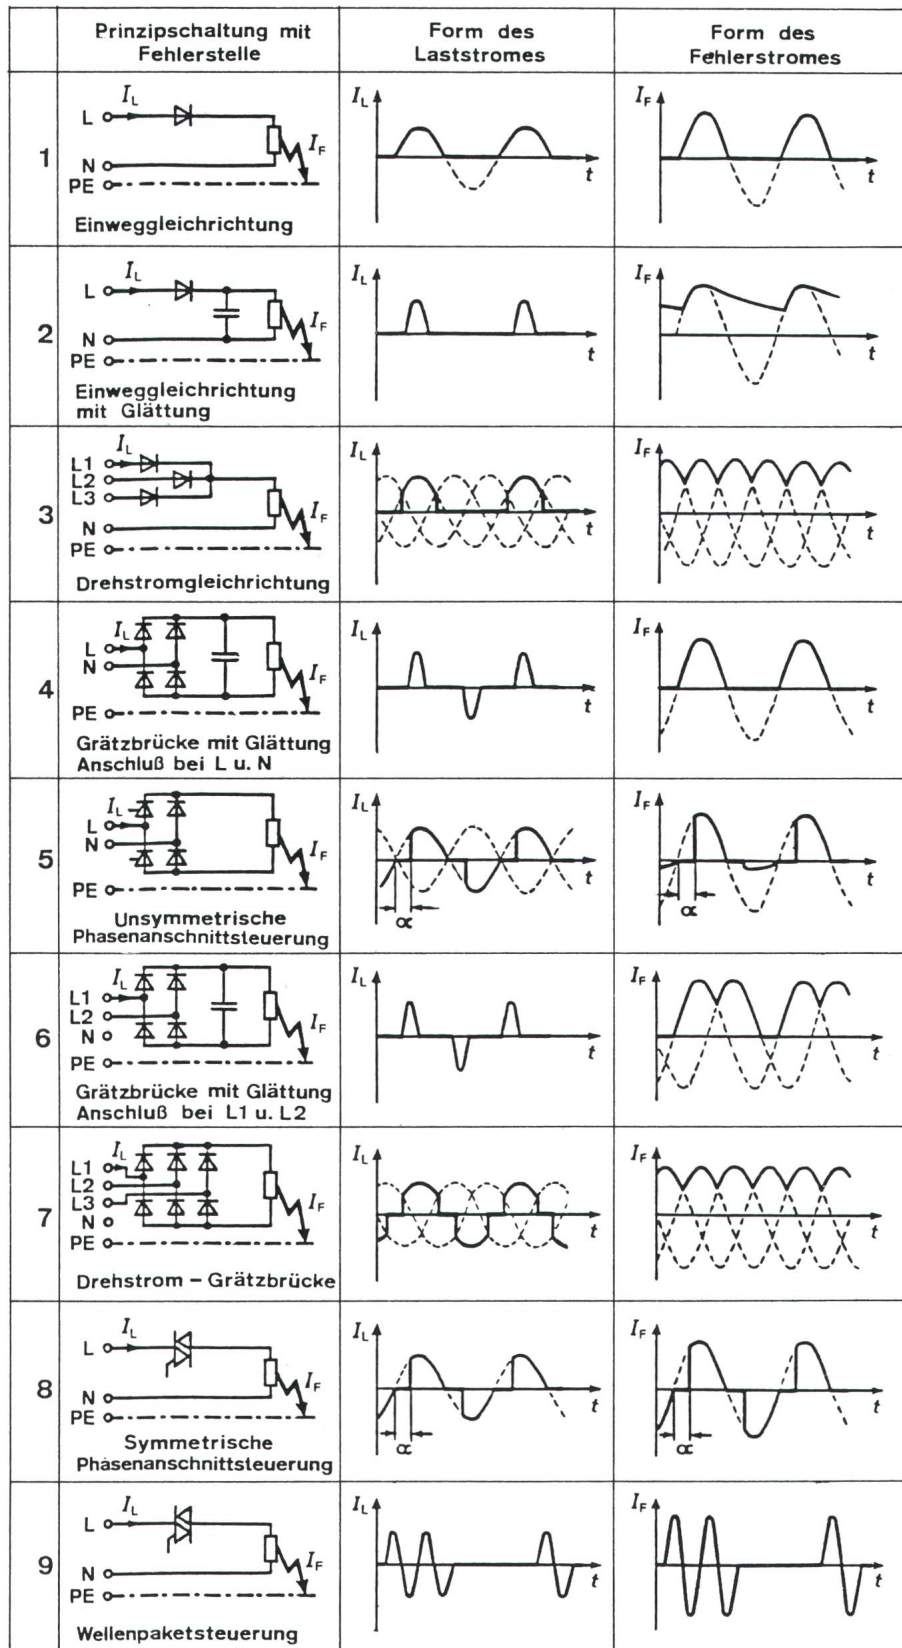 Prinzipschaltung mit
Fehlerstelle
Form des
Laststromes
Form des
Fehlerstromes
1
I_L
L
N
PE
I_F
Einweggleichrichtung
I_L
t
I_F
t
2
I_L
L
N
PE
I_F
Einweggleichrichtung
mit Glättung
I_L
t
I_F
t
3
I_L
L1
L2
L3
N
PE
I_F
Drehstromgleichrichtung
I_L
t
I_F
t
4
I_L
L
N
PE
I_F
Grätzbrücke mit Glättung
Anschluß bei L u. N
I_L
t
I_F
t
5
I_L
L
N
PE
I_F
Unsymmetrische
Phasenanschnittsteuerung
I_L
t
α
I_F
t
α
6
I_L
L1
L2
N
PE
I_F
Grätzbrücke mit Glättung
Anschluß bei L1 u. L2
I_L
t
I_F
t
7
I_L
L1
L2
L3
N
PE
I_F
Drehstrom – Grätzbrücke
I_L
t
I_F
t
8
I_L
L
N
PE
I_F
Symmetrische
Phasenanschnittsteuerung
I_L
t
α
I_F
t
α
9
I_L
L
N
PE
I_F
Wellenpaketsteuerung
I_L
t
I_F
t